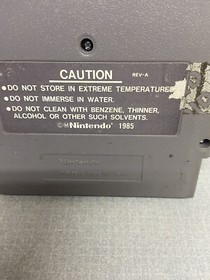 CAUTION
REV-A
•DO NOT STORE IN EXTREME TEMPERATURES
•DO NOT IMMERSE IN WATER.
•DO NOT CLEAN WITH BENZENE, THINNER,
ALCOHOL OR OTHER SUCH SOLVENTS.
©Nintendo 1985